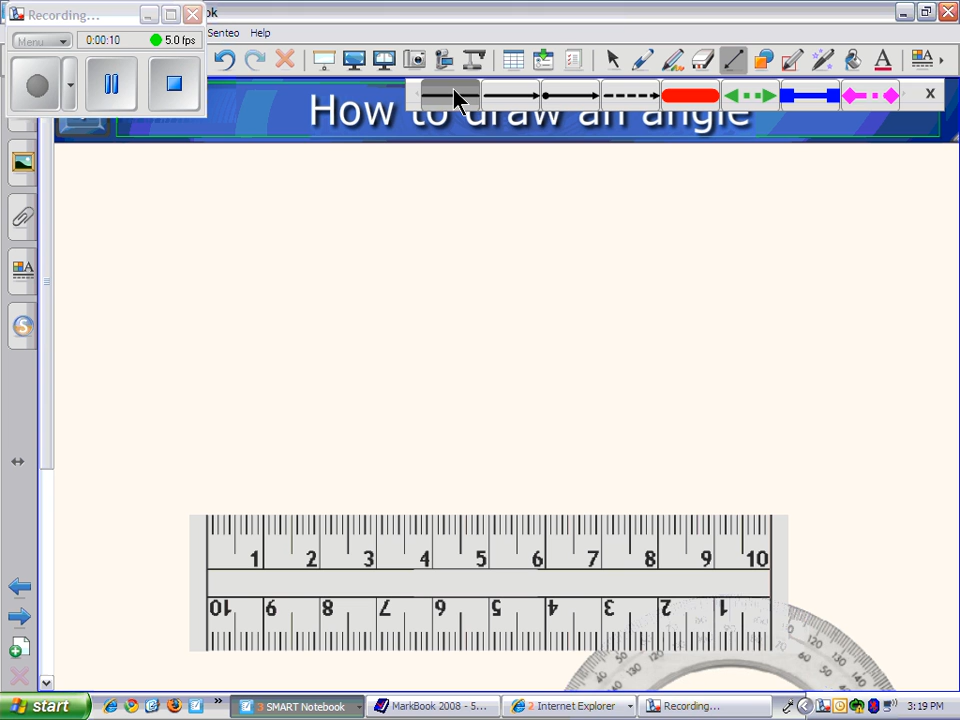 Recording...
ok
Menu
0:00:10
5.0 fps
Senteo
Help
How to draw an angle
1 2 3 4 5 6 7 8 9 10
10 9 8 7 6 5 4 3 2 1
start
3 SMART Notebook
MarkBook 2008 - 5...
2 Internet Explorer
Recording...
3:19 PM